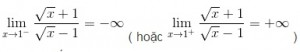 lim_{x→1⁻} (√x + 1)/(√x − 1) = −∞ ( hoặc lim_{x→1⁺} (√x + 1)/(√x − 1) = +∞